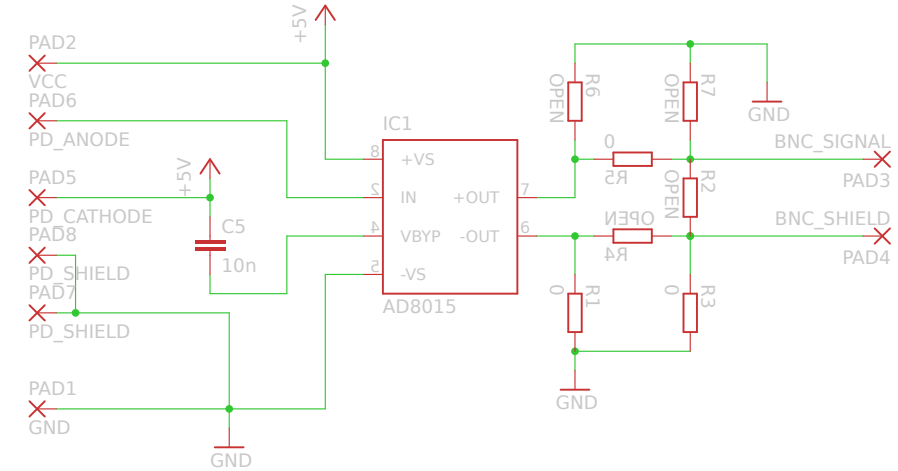 +5V
PAD2
VCC
PAD6
PD_ANODE
+5V
PAD5
PD_CATHODE
PAD8
PD_SHIELD
PAD7
PD_SHIELD
PAD1
GND
GND
C5
10n
IC1
8
+VS
2
IN
4
VBYP
5
-VS
+OUT
7
-OUT
6
AD8015
OPEN
R6
OPEN
R7
GND
0
R5
BNC_SIGNAL
PAD3
OPEN
R2
OPEN
R4
BNC_SHIELD
PAD4
0
R1
0
R3
GND